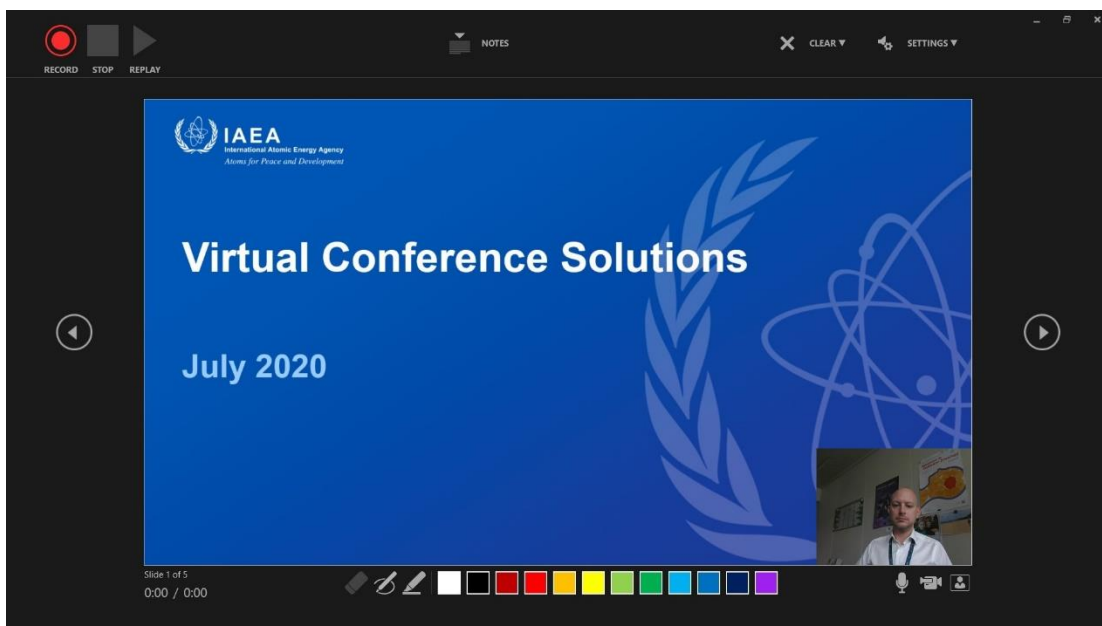 RECORD STOP REPLAY
NOTES
CLEAR
SETTINGS
IAEA
International Atomic Energy Agency
Atoms for Peace and Development
Virtual Conference Solutions
July 2020
Slide 1 of 5
0:00 / 0:00